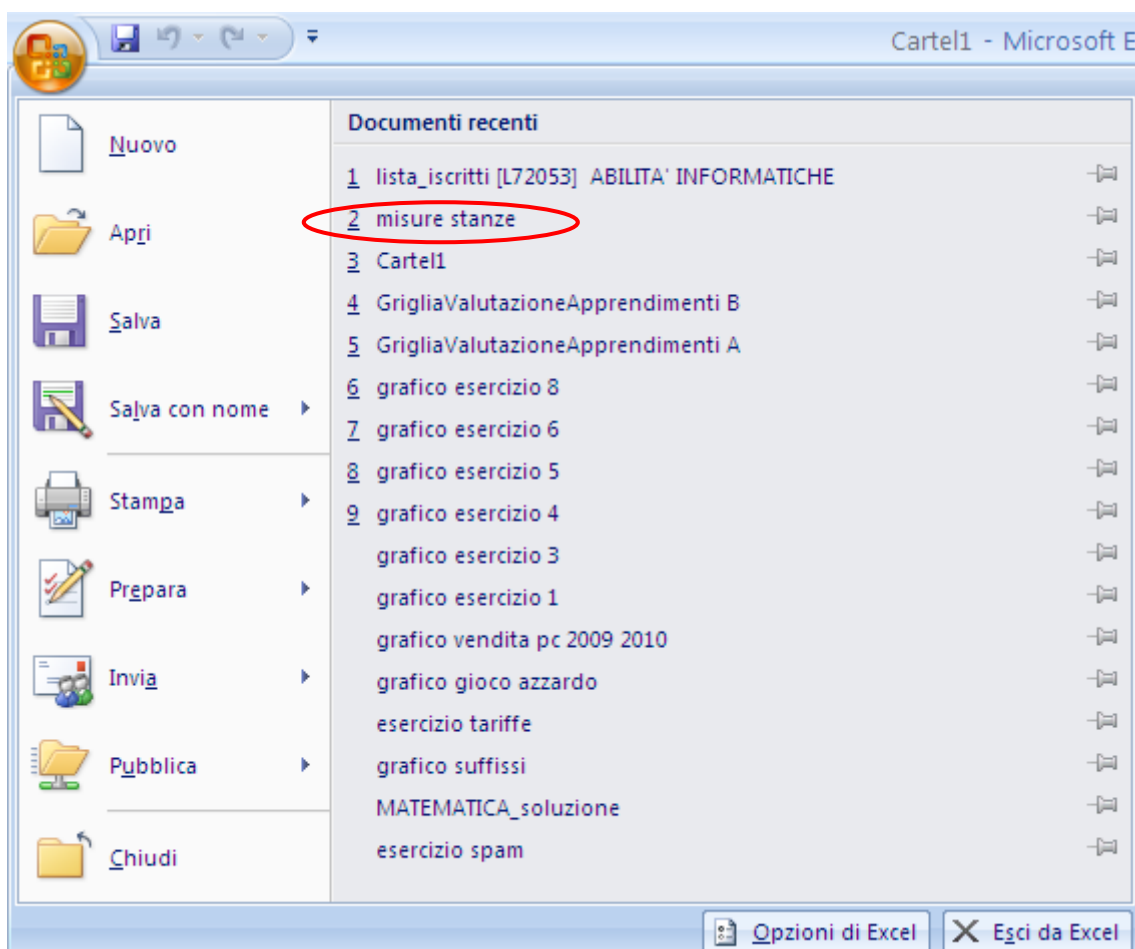 Cartel1 - Microsoft E
Nuovo
Apri
Salva
Salva con nome
Stampa
Prepara
Invia
Pubblica
Chiudi
Documenti recenti
1 lista_iscritti [L72053] ABILITA' INFORMATICHE
2 misure stanze
3 Cartel1
4 GrigliaValutazioneApprendimenti B
5 GrigliaValutazioneApprendimenti A
6 grafico esercizio 8
7 grafico esercizio 6
8 grafico esercizio 5
9 grafico esercizio 4
grafico esercizio 3
grafico esercizio 1
grafico vendita pc 2009 2010
grafico gioco azzardo
esercizio tariffe
grafico suffissi
MATEMATICA_soluzione
esercizio spam
Opzioni di Excel
Esci da Excel